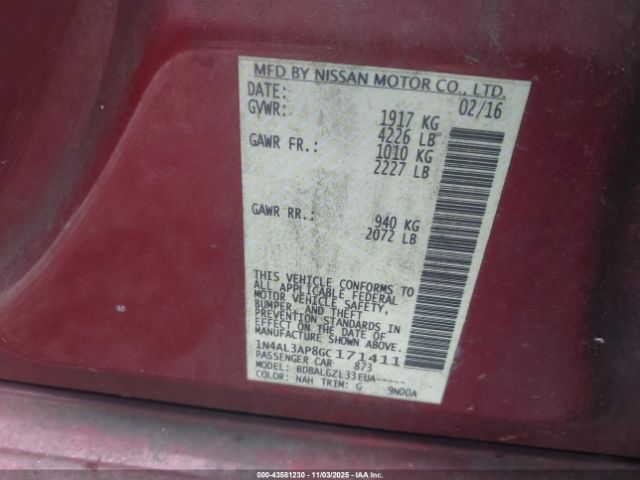 MFD BY NISSAN MOTOR CO., LTD.
DATE: 02/16
GVWR: 1917 KG
4226 LB
GAWR FR.: 1010 KG
2227 LB
GAWR RR.: 940 KG
2072 LB
THIS VEHICLE CONFORMS TO
ALL APPLICABLE FEDERAL
MOTOR VEHICLE SAFETY,
BUMPER, AND THEFT
PREVENTION STANDARDS
IN EFFECT ON THE DATE OF
MANUFACTURE SHOWN ABOVE.
1N4AL3AP8GC171411
PASSENGER CAR 873
MODEL: BDBALGZL33EUA-----
COLOR: NAH TRIM: G 9N00A
000-43581230 - 11/03/2025 - IAA Inc.